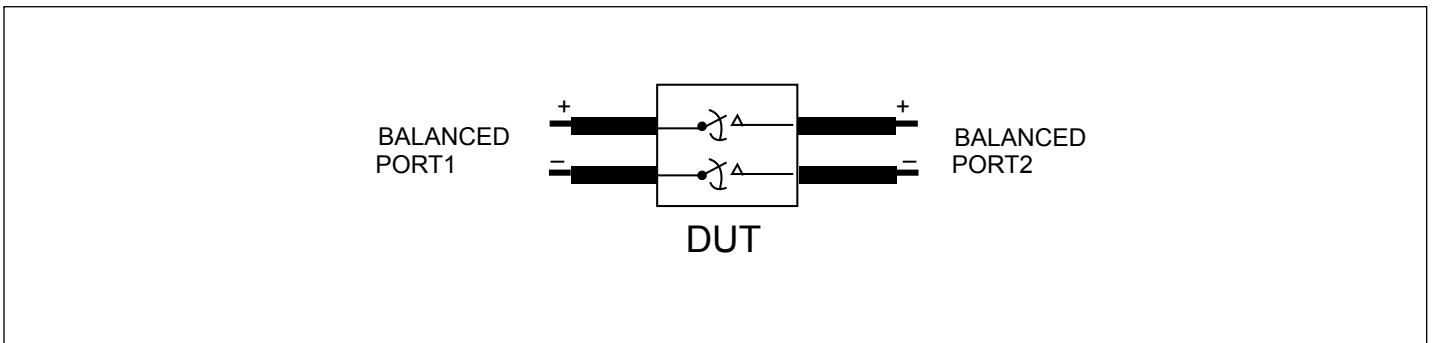 + +
BALANCED BALANCED
PORT1 PORT2
– –
DUT